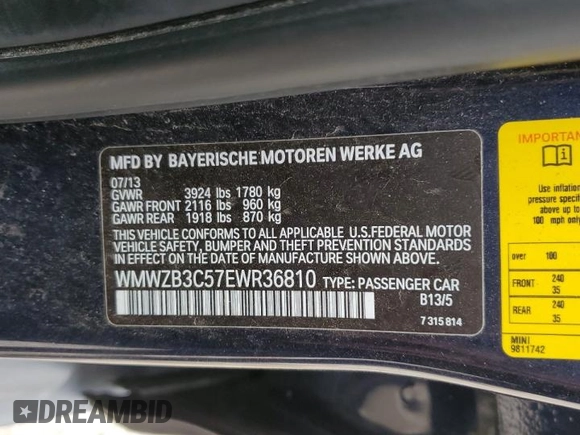 MFD BY BAYERISCHE MOTOREN WERKE AG
07/13
GVWR 3924 lbs 1780 kg
GAWR FRONT 2116 lbs 960 kg
GAWR REAR 1918 lbs 870 kg
THIS VEHICLE CONFORMS TO ALL APPLICABLE U.S.FEDERAL MOTOR
VEHICLE SAFETY, BUMPER AND THEFT PREVENTION STANDARDS
IN EFFECT ON THE DATE OF MANUFACTURE SHOWN ABOVE.
WMWZB3C57EWR36810 TYPE: PASSENGER CAR
B13/5
7 315 814
IMPORTAN
Use inflation
pressure specifi
above up to
100 mph only
over 100
FRONT 240
35
REAR 240
35
MINI
9811742
DREAMBID